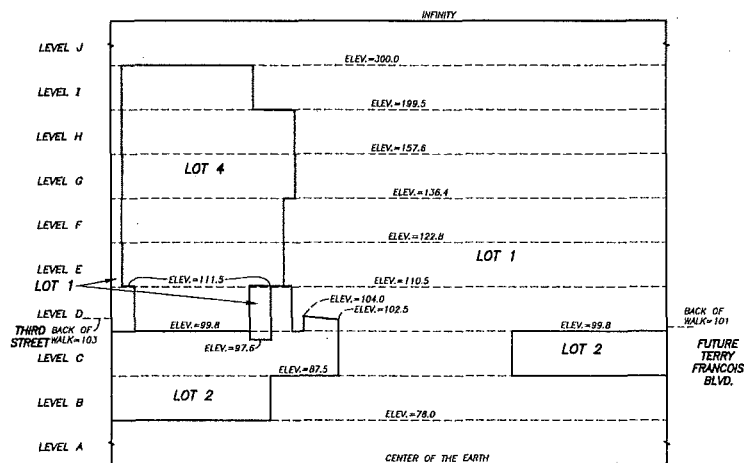 INFINITY
LEVEL J
ELEV.=300.0
LEVEL I
ELEV.=199.5
LEVEL H
ELEV.=157.6
LOT 4
LEVEL G
ELEV.=136.4
LEVEL F
ELEV.=122.8
LEVEL E
LOT 1
LOT 1
ELEV.=111.5
ELEV.=110.5
ELEV.=104.0
ELEV.=102.5
LEVEL D
THIRD STREET
BACK OF
WALK=103
ELEV.=99.8
ELEV.=99.8
BACK OF
WALK=101
ELEV.=97.6
LEVEL C
LOT 2
FUTURE
TERRY
FRANCOIS
BLVD.
ELEV.=87.5
LEVEL B
LOT 2
ELEV.=78.0
LEVEL A
CENTER OF THE EARTH